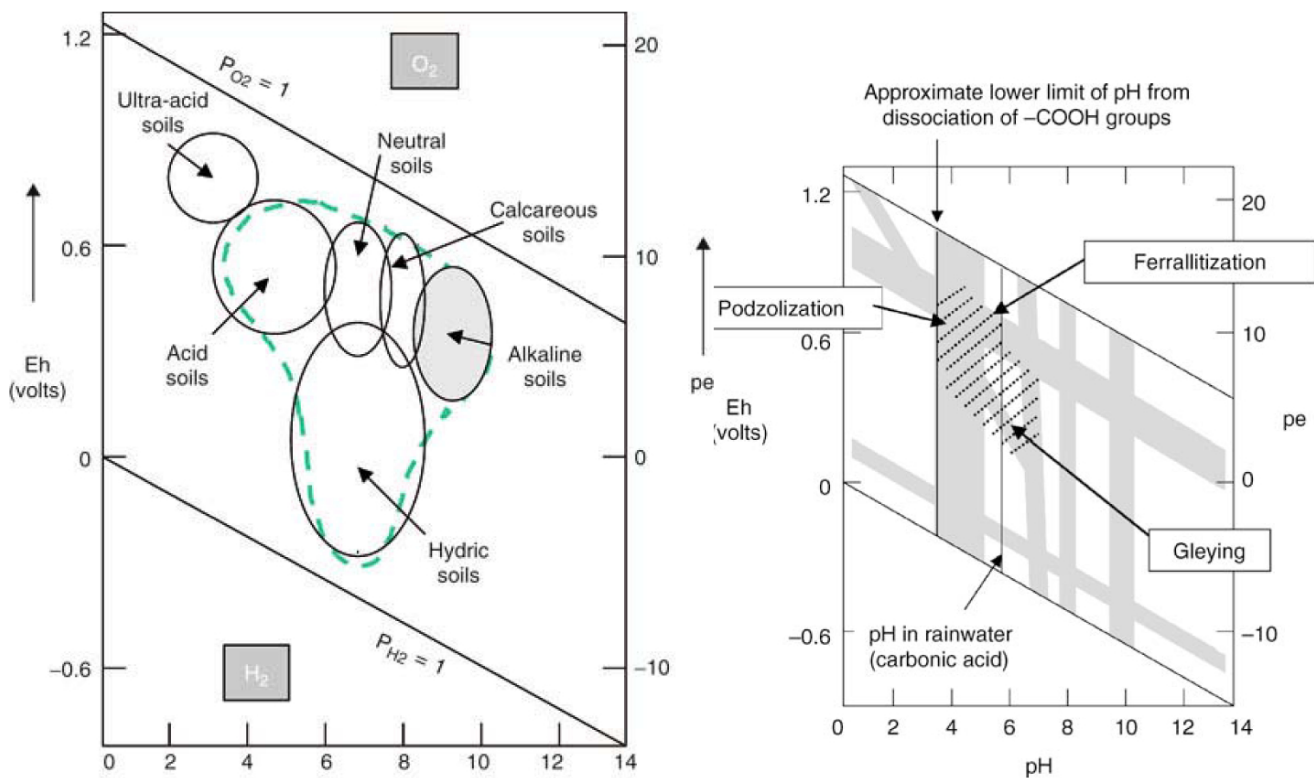 1.2
0.6
0
−0.6
Eh
(volts)
20
10
0
−10
pe
0 2 4 6 8 10 12 14
P_O2 = 1
O2
Ultra-acid
soils
Neutral
soils
Calcareous
soils
Acid
soils
Alkaline
soils
Hydric
soils
P_H2 = 1
H2
Approximate lower limit of pH from
dissociation of –COOH groups
1.2
0.6
0
−0.6
Eh
(volts)
20
10
0
−10
pe
Podzolization
Ferrallitization
Gleying
pH in rainwater
(carbonic acid)
0 2 4 6 8 10 12 14
pH